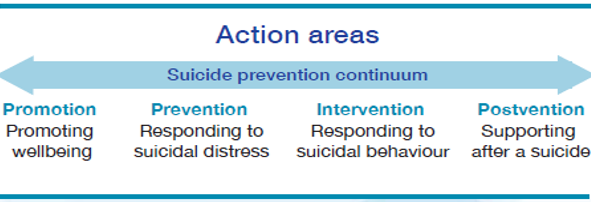 Action areas
Suicide prevention continuum
Promotion Prevention Intervention Postvention
Promoting Responding to Responding to Supporting
wellbeing suicidal distress suicidal behaviour after a suicide